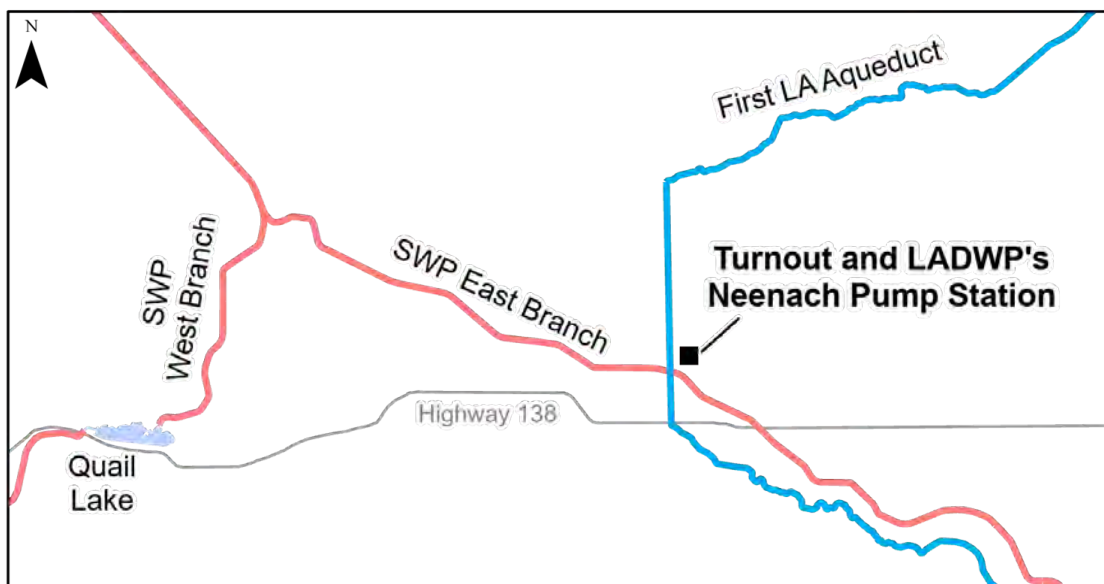 N
First LA Aqueduct
SWP
West Branch
SWP East Branch
Turnout and LADWP's
Neenach Pump Station
Highway 138
Quail
Lake